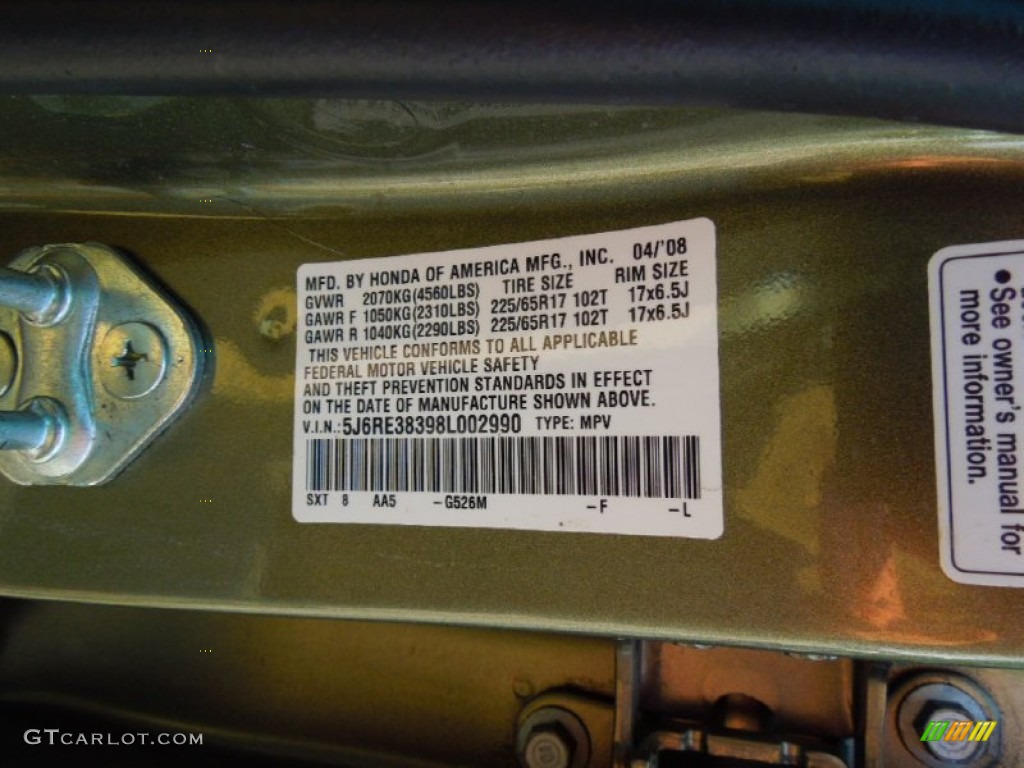 MFD. BY HONDA OF AMERICA MFG., INC. 04/'08
GVWR 2070KG(4560LBS) TIRE SIZE RIM SIZE
GAWR F 1050KG(2310LBS) 225/65R17 102T 17x6.5J
GAWR R 1040KG(2290LBS) 225/65R17 102T 17x6.5J
THIS VEHICLE CONFORMS TO ALL APPLICABLE
FEDERAL MOTOR VEHICLE SAFETY
AND THEFT PREVENTION STANDARDS IN EFFECT
ON THE DATE OF MANUFACTURE SHOWN ABOVE.
V.I.N.: 5J6RE38398L002990 TYPE: MPV
SXT 8 AA5 -G526M -F -L
●See owner's manual for
more information.
GTCARLOT.COM